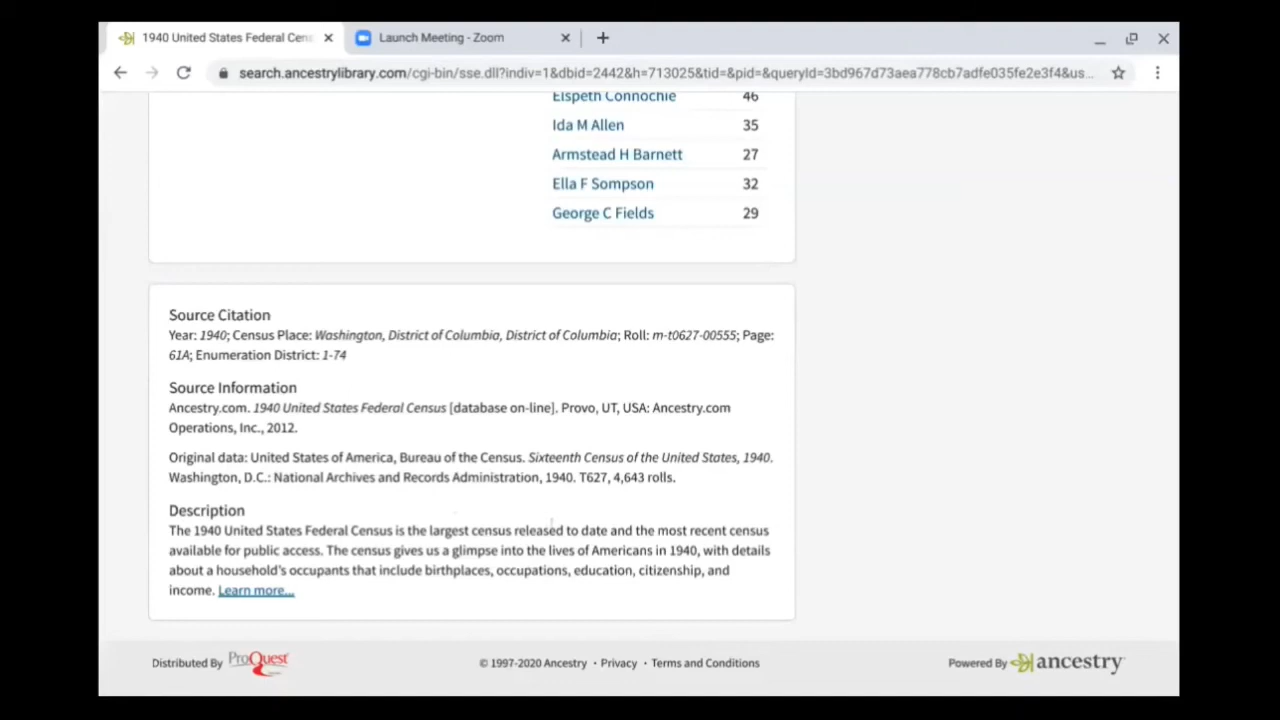 1940 United States Federal Cens
Launch Meeting - Zoom
search.ancestrylibrary.com/cgi-bin/sse.dll?indiv=1&dbid=2442&h=713025&tid=&pid=&queryId=3bd967d73aea778cb7adfe035fe2e3f4&us...
Elspeth Connochie 46
Ida M Allen 35
Armstead H Barnett 27
Ella F Sompson 32
George C Fields 29
Source Citation
Year: 1940; Census Place: Washington, District of Columbia, District of Columbia; Roll: m-t0627-00555; Page:
61A; Enumeration District: 1-74
Source Information
Ancestry.com. 1940 United States Federal Census [database on-line]. Provo, UT, USA: Ancestry.com
Operations, Inc., 2012.
Original data: United States of America, Bureau of the Census. Sixteenth Census of the United States, 1940.
Washington, D.C.: National Archives and Records Administration, 1940. T627, 4,643 rolls.
Description
The 1940 United States Federal Census is the largest census released to date and the most recent census
available for public access. The census gives us a glimpse into the lives of Americans in 1940, with details
about a household's occupants that include birthplaces, occupations, education, citizenship, and
income. Learn more...
Distributed By ProQuest © 1997-2020 Ancestry · Privacy · Terms and Conditions Powered By ancestry